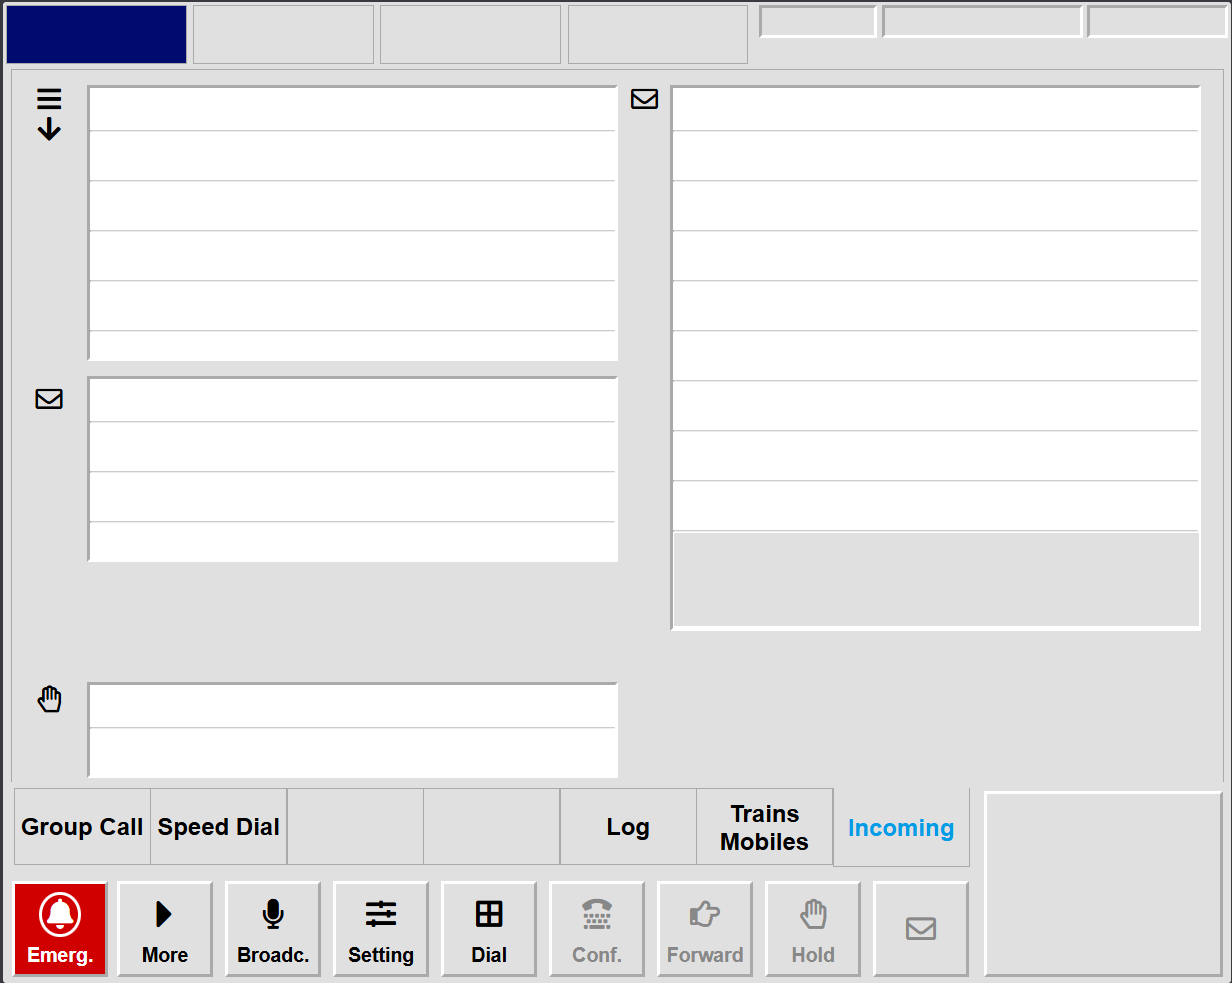 Group Call
Speed Dial
Log
Trains
Mobiles
Incoming
Emerg.
More
Broadc.
Setting
Dial
Conf.
Forward
Hold